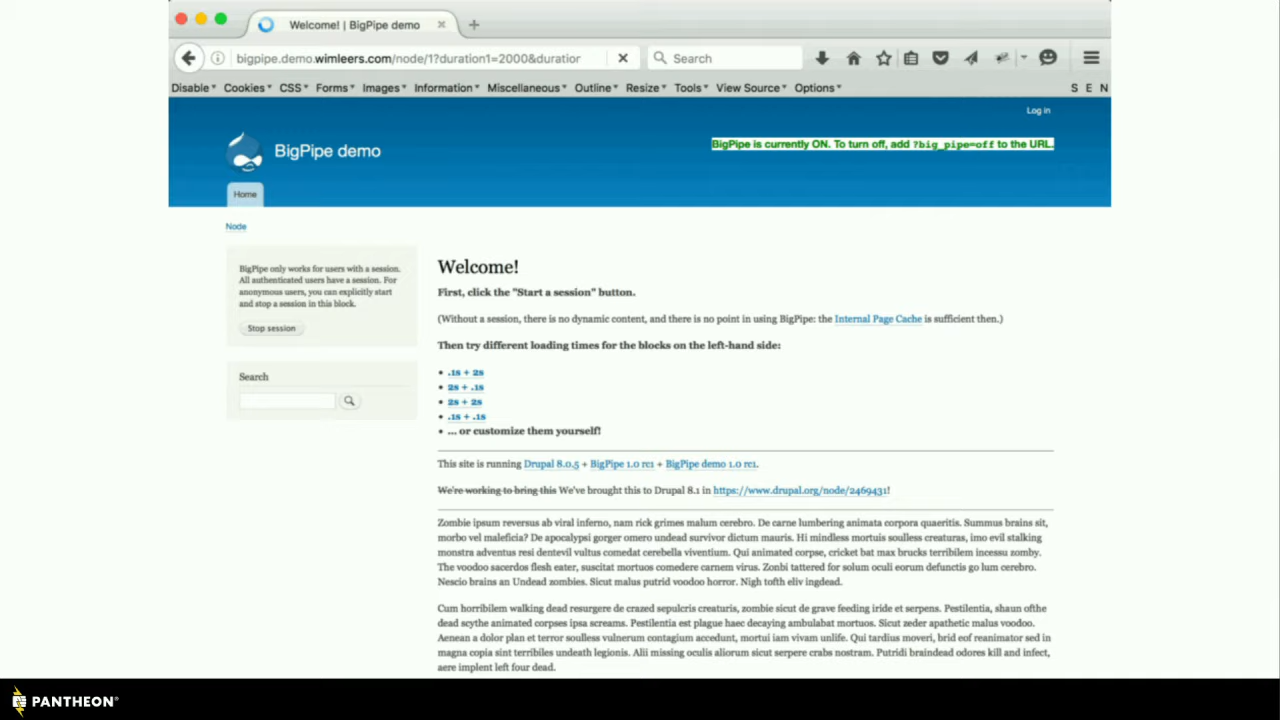 Welcome! | BigPipe demo
bigpipe.demo.wimleers.com/node/1?duration1=2000&duration
Search
Disable Cookies CSS Forms Images Information Miscellaneous Outline Resize Tools View Source Options S E N
Log in
BigPipe demo
BigPipe is currently ON. To turn off, add ?big_pipe=off to the URL.
Home
Node
BigPipe only works for users with a session.
All authenticated users have a session. For
anonymous users, you can explicitly start
and stop a session in this block.
Stop session
Search
Welcome!
First, click the "Start a session" button.
(Without a session, there is no dynamic content, and there is no point in using BigPipe: the Internal Page Cache is sufficient then.)
Then try different loading times for the blocks on the left-hand side:
• .1s + 2s
• 2s + .1s
• 2s + 2s
• .1s + .1s
• ... or customize them yourself!
This site is running Drupal 8.0.5 + BigPipe 1.0 rc1 + BigPipe demo 1.0 rc1.
We're working to bring this We've brought this to Drupal 8.1 in https://www.drupal.org/node/2469431!
Zombie ipsum reversus ab viral inferno, nam rick grimes malum cerebro. De carne lumbering animata corpora quaeritis. Summus brains sit,
morbo vel maleficia? De apocalypsi gorger omero undead survivor dictum mauris. Hi mindless mortuis soulless creaturas, imo evil stalking
monstra adventus resi dentevil vultus comedat cerebella viventium. Qui animated corpse, cricket bat max brucks terribilem incessu zomby.
The voodoo sacerdos flesh eater, suscitat mortuos comedere carnem virus. Zonbi tattered for solum oculi eorum defunctis go lum cerebro.
Nescio brains an Undead zombies. Sicut malus putrid voodoo horror. Nigh tofth eliv ingdead.
Cum horribilem walking dead resurgere de crazed sepulcris creaturis, zombie sicut de grave feeding iride et serpens. Pestilentia, shaun ofthe
dead scythe animated corpses ipsa screams. Pestilentia est plague haec decaying ambulabat mortuos. Sicut zeder apathetic malus voodoo.
Aenean a dolor plan et terror soulless vulnerum contagium accedunt, mortui iam vivam unlife. Qui tardius moveri, brid eof reanimator sed in
magna copia sint terribiles undeath legionis. Alii missing oculis aliorum sicut serpere crabs nostram. Putridi braindead odores kill and infect,
aere implent left four dead.
PANTHEON®